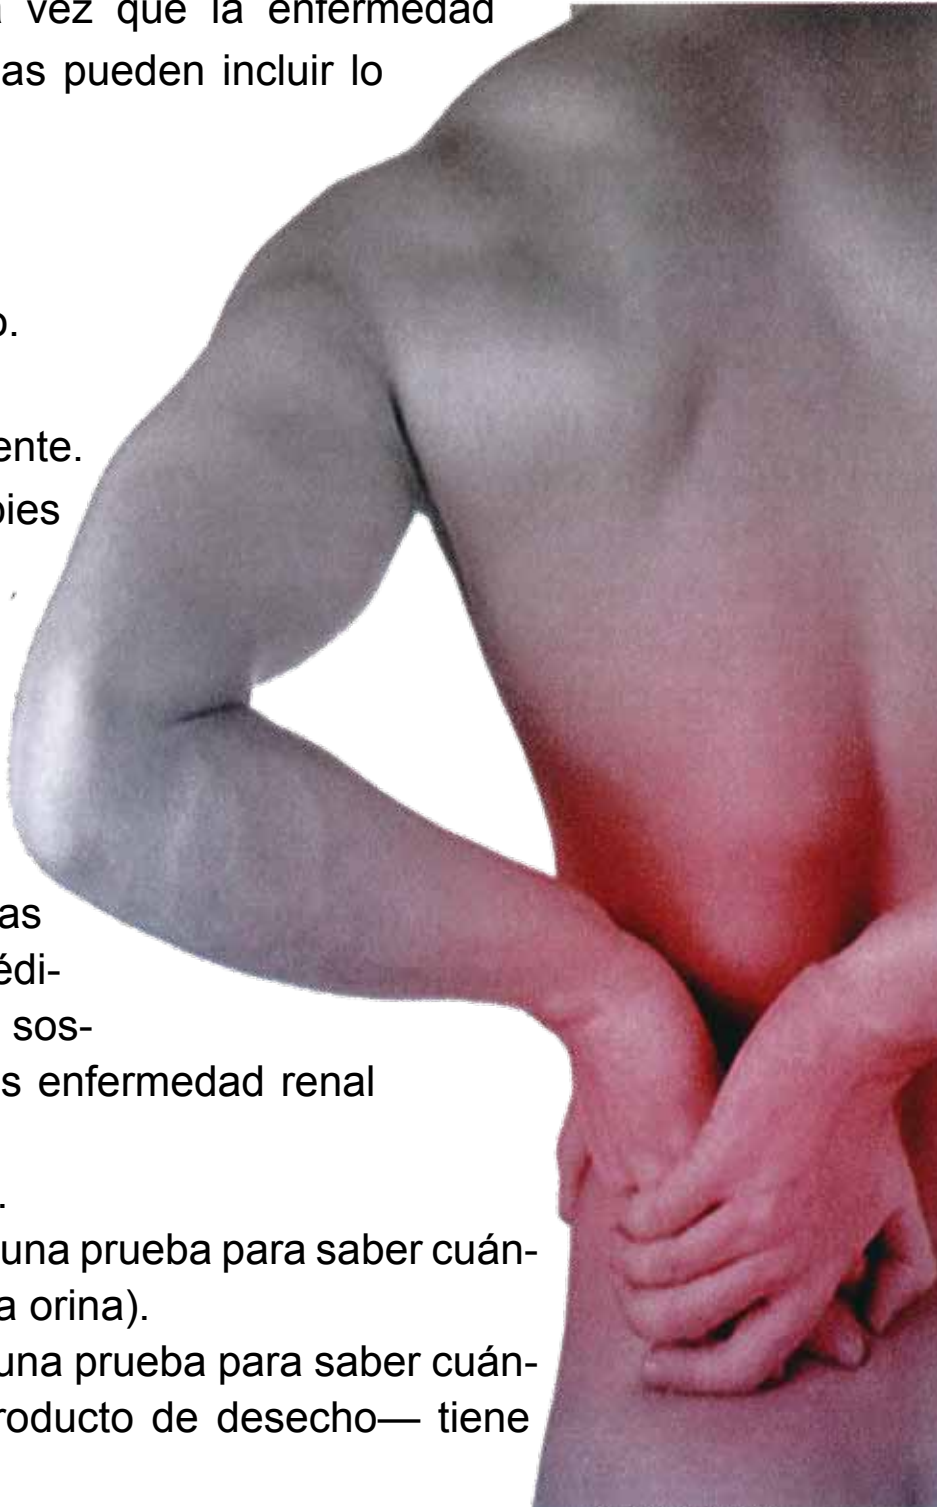 vez que la enfermedad
as pueden incluir lo
o.
ente.
pies
as
édi-
sos-
s enfermedad renal
.
una prueba para saber cuán-
a orina).
una prueba para saber cuán-
roducto de desecho— tiene